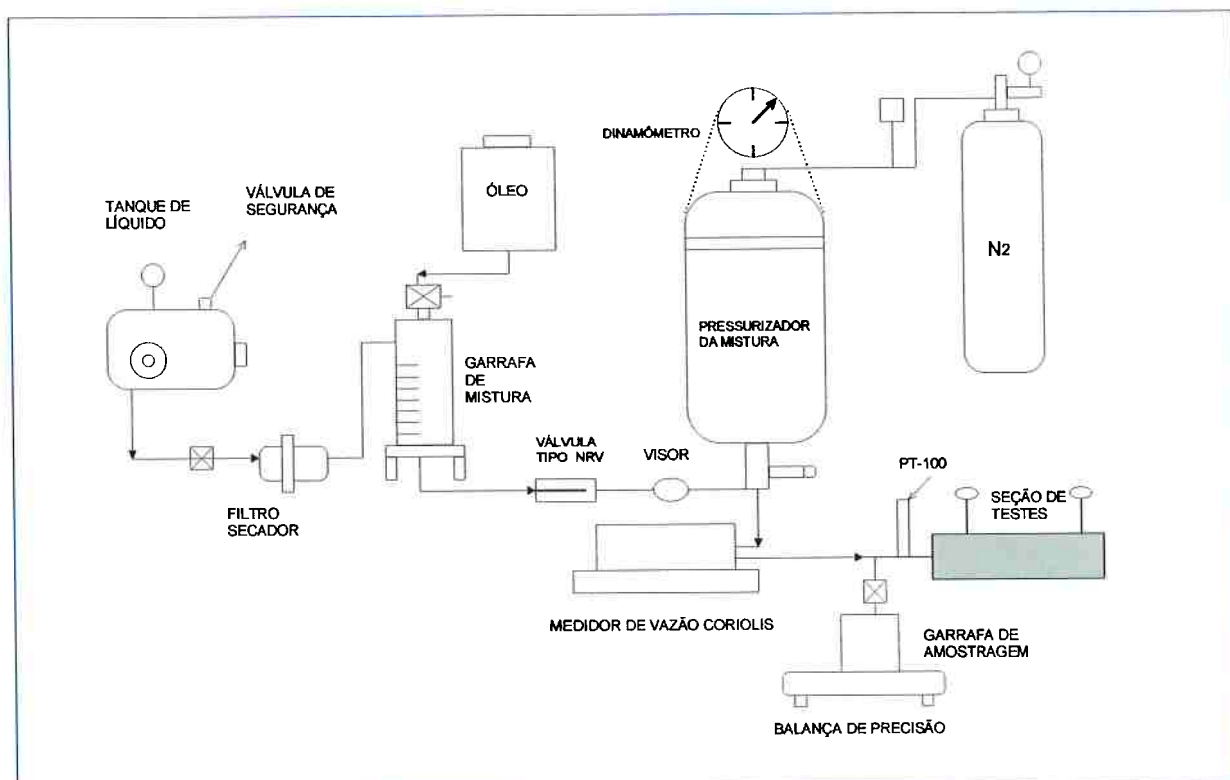 DINAMÔMETRO
ÓLEO
TANQUE DE
LÍQUIDO
VÁLVULA DE
SEGURANÇA
N2
PRESSURIZADOR
DA MISTURA
GARRAFA
DE
MISTURA
VÁLVULA
TIPO NRV
VISOR
PT-100
SEÇÃO DE
TESTES
FILTRO
SECADOR
MEDIDOR DE VAZÃO CORIOLIS
GARRAFA DE
AMOSTRAGEM
BALANÇA DE PRECISÃO